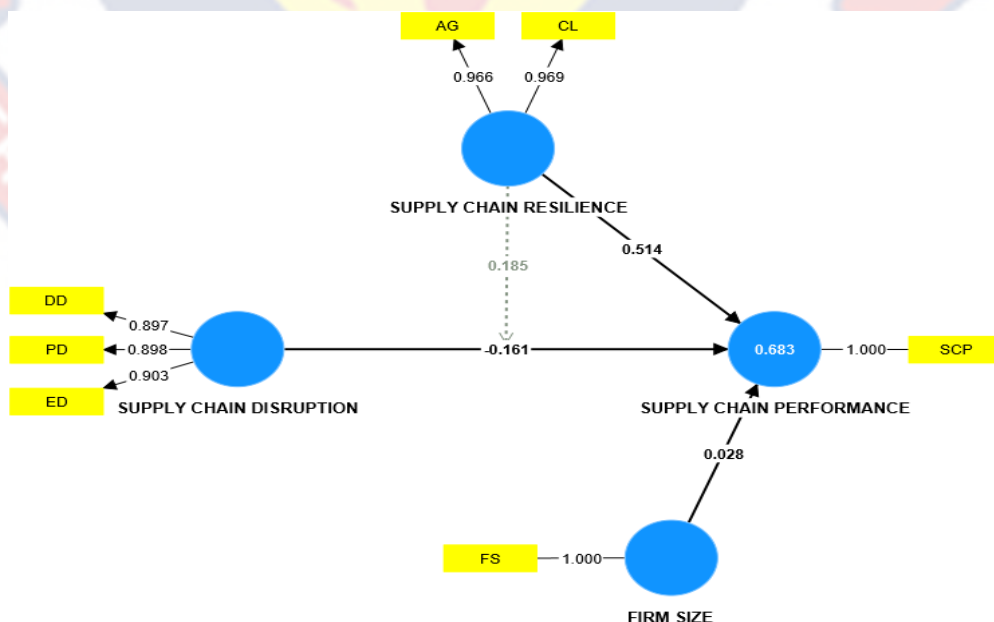 AG CL
0.966 0.969
SUPPLY CHAIN RESILIENCE
0.514
0.185
DD
0.897
PD 0.898 -0.161 0.683 1.000 SCP
0.903
ED
SUPPLY CHAIN DISRUPTION SUPPLY CHAIN PERFORMANCE
0.028
FS 1.000
FIRM SIZE